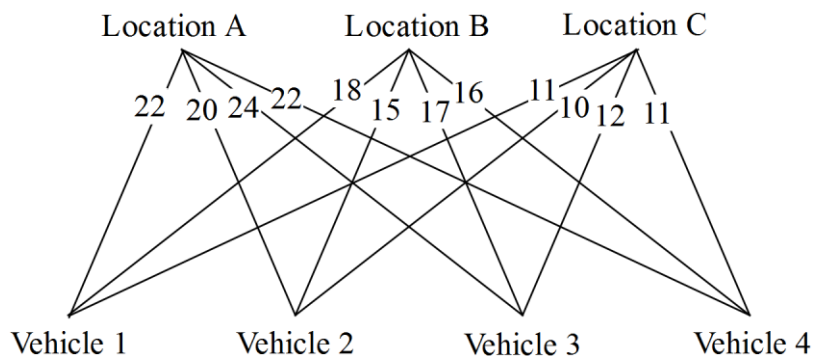 Location A Location B Location C
22 20 24 22 18 15 17 16 11 10 12 11
Vehicle 1 Vehicle 2 Vehicle 3 Vehicle 4